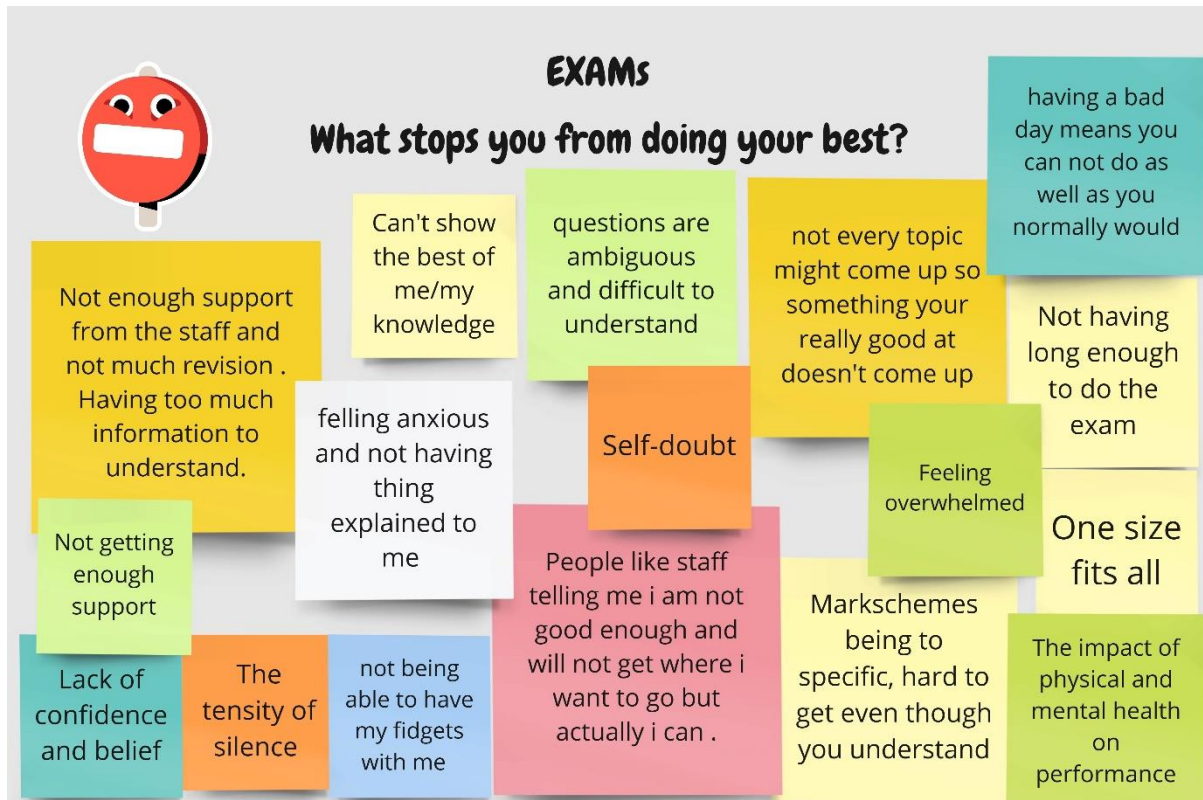 EXAMs
What stops you from doing your best?
having a bad
day means you
can not do as
well as you
normally would
Can't show
the best of
me/my
knowledge
questions are
ambiguous
and difficult to
understand
not every topic
might come up so
something your
really good at
doesn't come up
Not enough support
from the staff and
not much revision .
Having too much
information to
understand.
Not having
long enough
to do the
exam
felling anxious
and not having
thing
explained to
me
Self-doubt
Feeling
overwhelmed
Not getting
enough
support
One size
fits all
People like staff
telling me i am not
good enough and
will not get where i
want to go but
actually i can .
Markschemes
being to
specific, hard to
get even though
you understand
The impact of
physical and
mental health
on
performance
Lack of
confidence
and belief
The
tensity of
silence
not being
able to have
my fidgets
with me